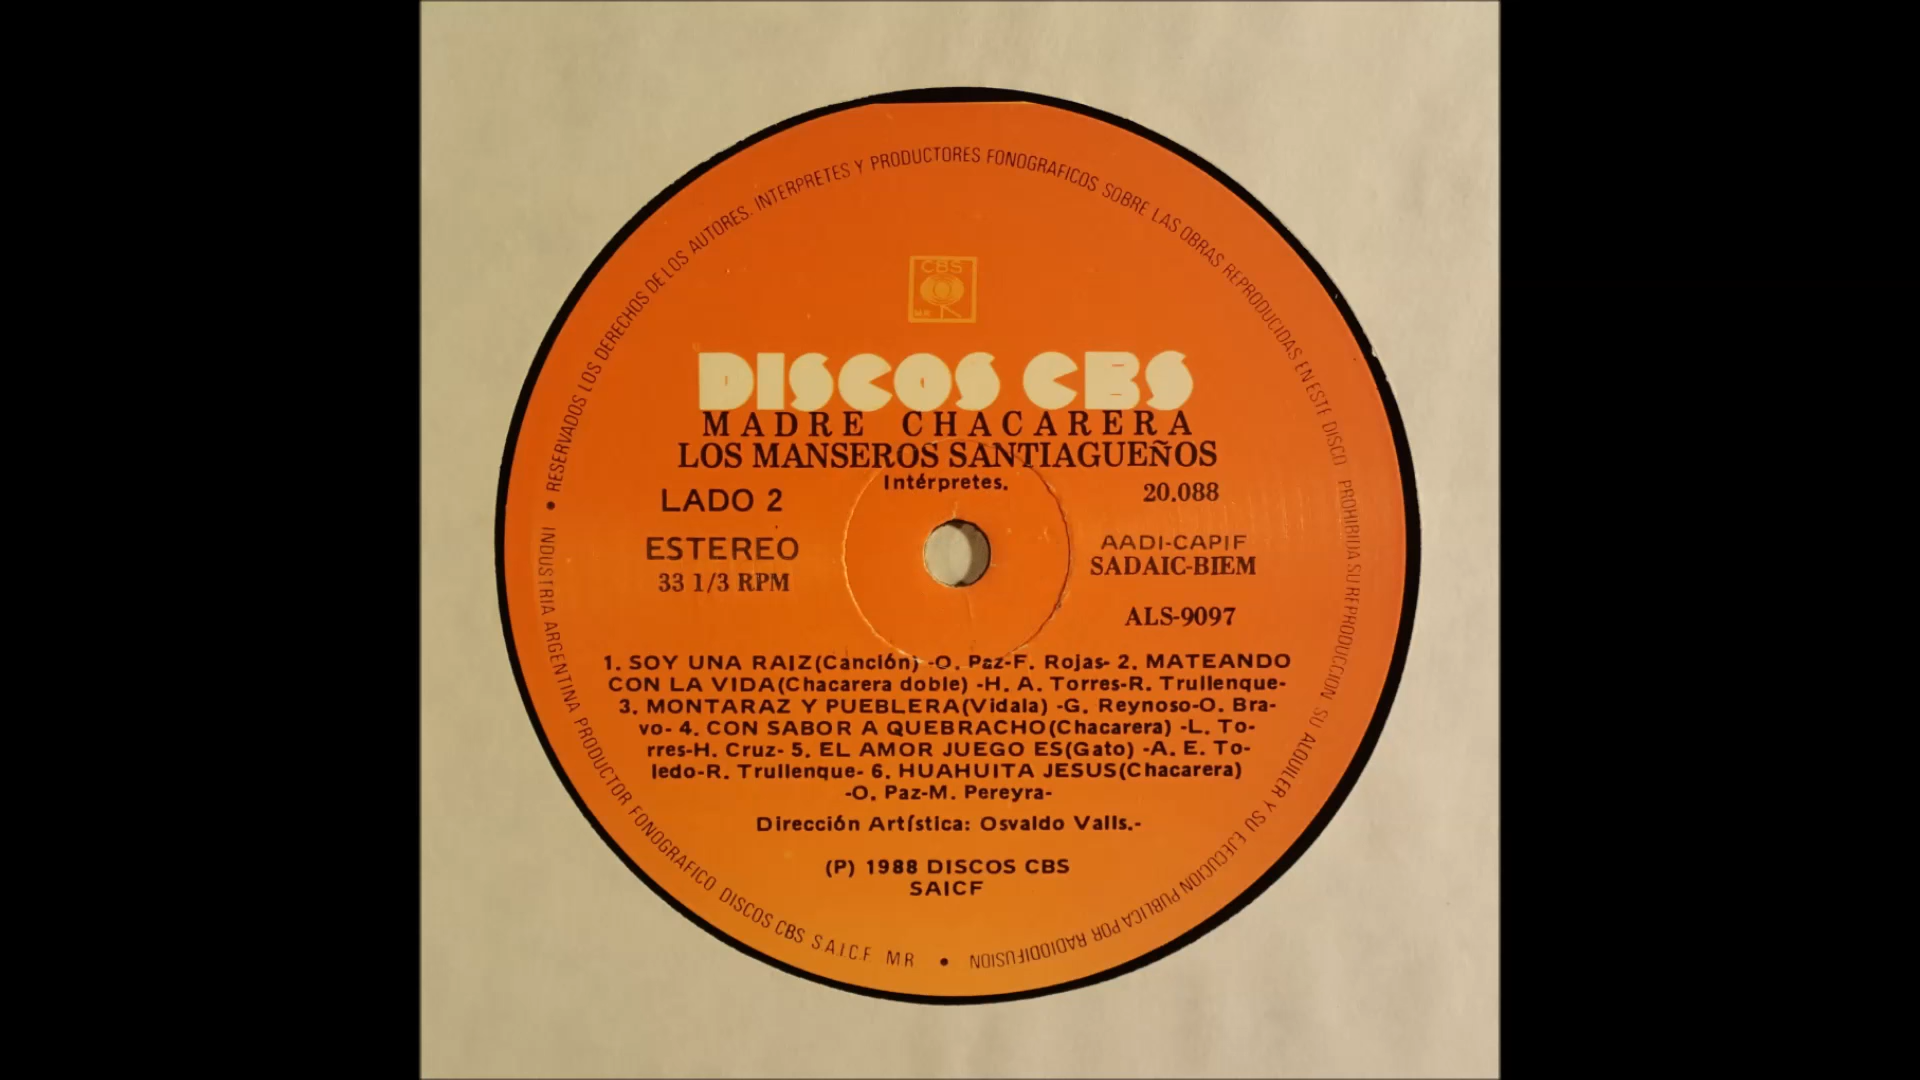 RESERVADOS LOS DERECHOS DE LOS AUTORES. INTERPRETES Y PRODUCTORES FONOGRAFICOS SOBRE LAS OBRAS REPRODUCIDAS EN ESTE DISCO PROHIBIDA SU REPRODUCCION, SU ALQUILER Y SU EJECUCION PUBLICA POR RADIODIFUSION
CBS
MR
DISCOS CBS
MADRE CHACARERA
LOS MANSEROS SANTIAGUEÑOS
Intérpretes.
LADO 2
20.088
ESTEREO
AADI-CAPIF
33 1/3 RPM
SADAIC-BIEM
ALS-9097
1. SOY UNA RAIZ(Canción) -O. Paz-F. Rojas- 2. MATEANDO
CON LA VIDA(Chacarera doble) -H. A. Torres-R. Trullenque-
3. MONTARAZ Y PUEBLERA(Vidala) -G. Reynoso-O. Bra-
vo- 4. CON SABOR A QUEBRACHO(Chacarera) -L. To-
rres-H. Cruz- 5. EL AMOR JUEGO ES(Gato) -A. E. To-
ledo-R. Trullenque- 6. HUAHUITA JESUS(Chacarera)
-O. Paz-M. Pereyra-
Dirección Artística: Osvaldo Valls.-
(P) 1988 DISCOS CBS
SAICF
INDUSTRIA ARGENTINA PRODUCTOR FONOGRAFICO DISCOS CBS S.A.I.C.F. MR